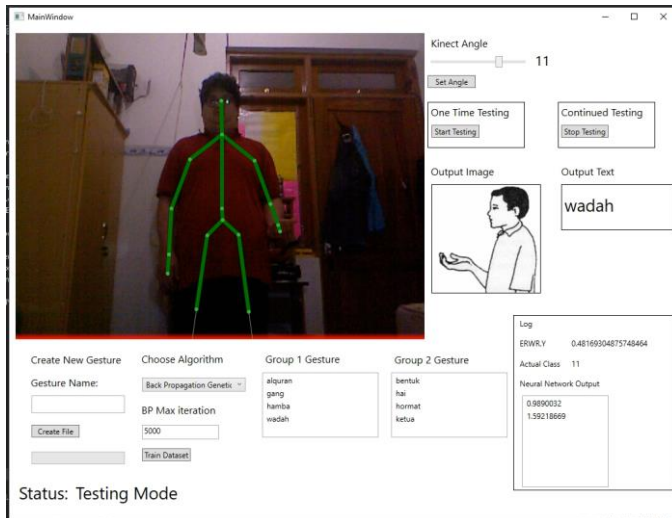 MainWindow
Kinect Angle
11
Set Angle
One Time Testing
Start Testing
Continued Testing
Stop Testing
Output Image
Output Text
wadah
Create New Gesture
Gesture Name:
Create File
Choose Algorithm
Back Propagation Genetic
BP Max iteration
5000
Train Dataset
Group 1 Gesture
alquran
gang
hamba
wadah
Group 2 Gesture
bentuk
hai
hormat
ketua
Log
ERWR.Y 0.48169304875748464
Actual Class 11
Neural Network Output
0.9890032
1.59218669
Status: Testing Mode